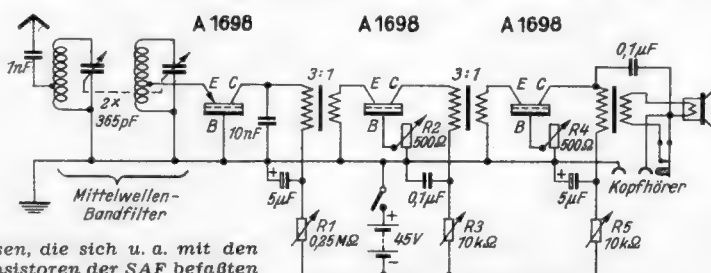 A 1698
A 1698
A 1698
1nF
2×
365pF
E C
B
10nF
3:1
E C
B
R2
500Ω
3:1
E C
B
R4
500Ω
0,1µF
Mittelwellen-
Bandfilter
+
5µF
R1
0,25MΩ
+
45V
-
0,1µF
R3
10kΩ
+
5µF
R5
10kΩ
Kopfhörer
sen, die sich u. a. mit den
nsistoren der SAF befaßten